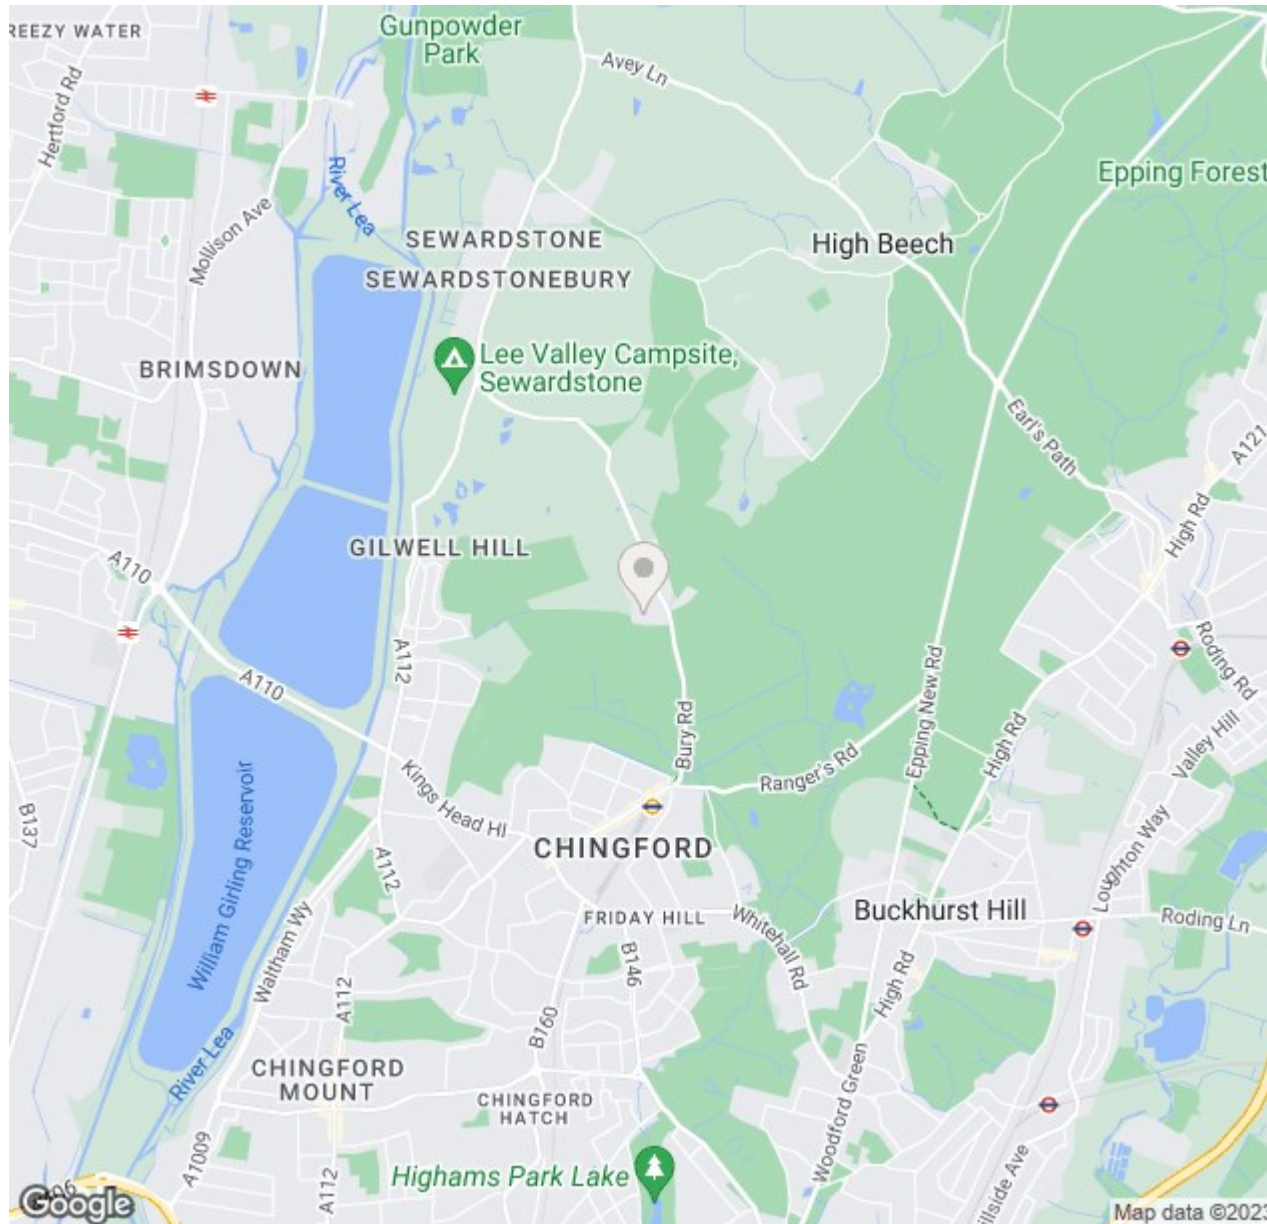 REEZY WATER
Gunpowder
Park
Avey Ln
Hertford Rd
River Lea
Epping Forest
Mollison Ave
SEWARDSTONE
High Beech
SEWARDSTONEBURY
BRIMSDOWN
Lee Valley Campsite,
Sewardstone
Earl's Path
A121
High Rd
GILWELL HILL
A110
A112
Roding Rd
A110
Bury Rd
Epping New Rd
High Rd
Valley Hill
Ranger's Rd
Kings Head Hl
B137
William Girling Reservoir
CHINGFORD
A112
Loughton Way
FRIDAY HILL
Whitehall Rd
Buckhurst Hill
Roding Ln
Waltham Wy
B146
High Rd
A112
B160
River Lea
CHINGFORD
MOUNT
CHINGFORD
HATCH
Woodford Green
A1009
A112
Highams Park Lake
illside Ave
06
Google
Map data ©2023